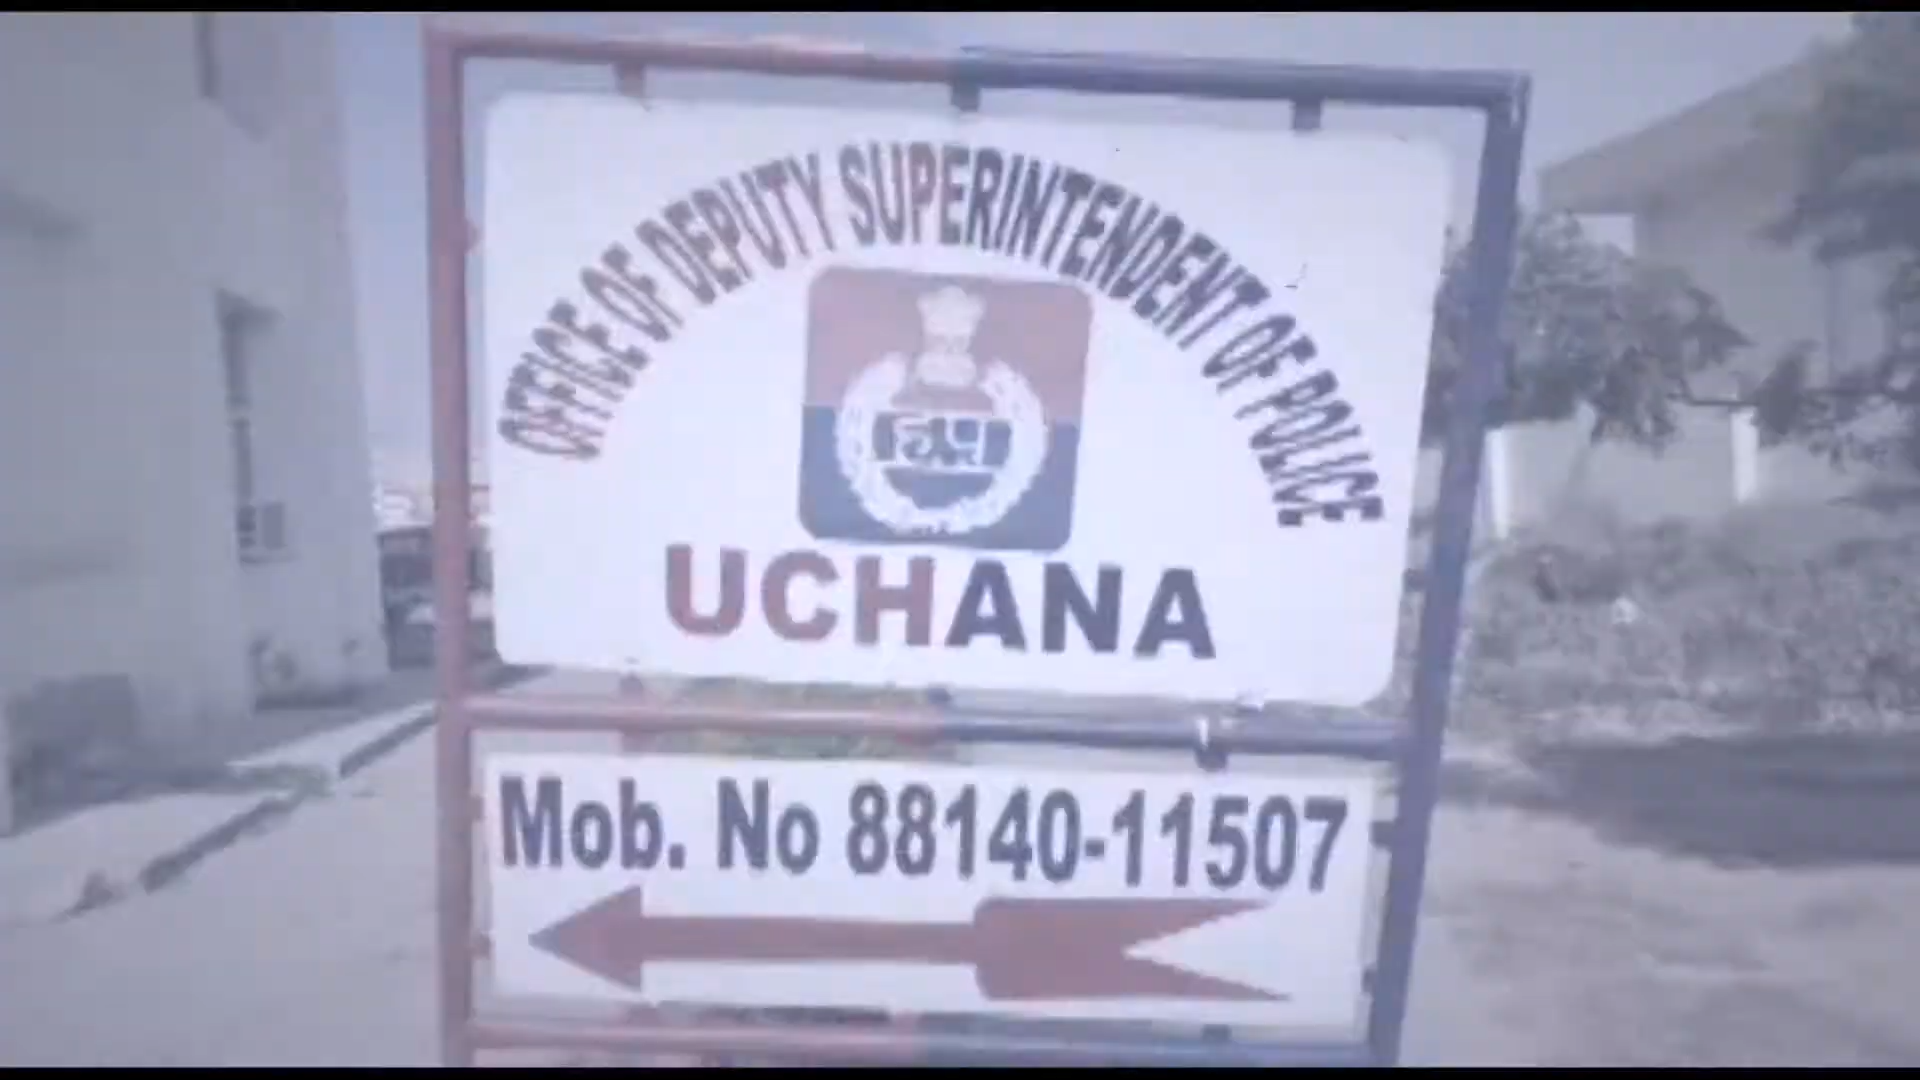 OFFICE OF DEPUTY SUPERINTENDENT OF POLICE
UCHANA
Mob. No 88140-11507